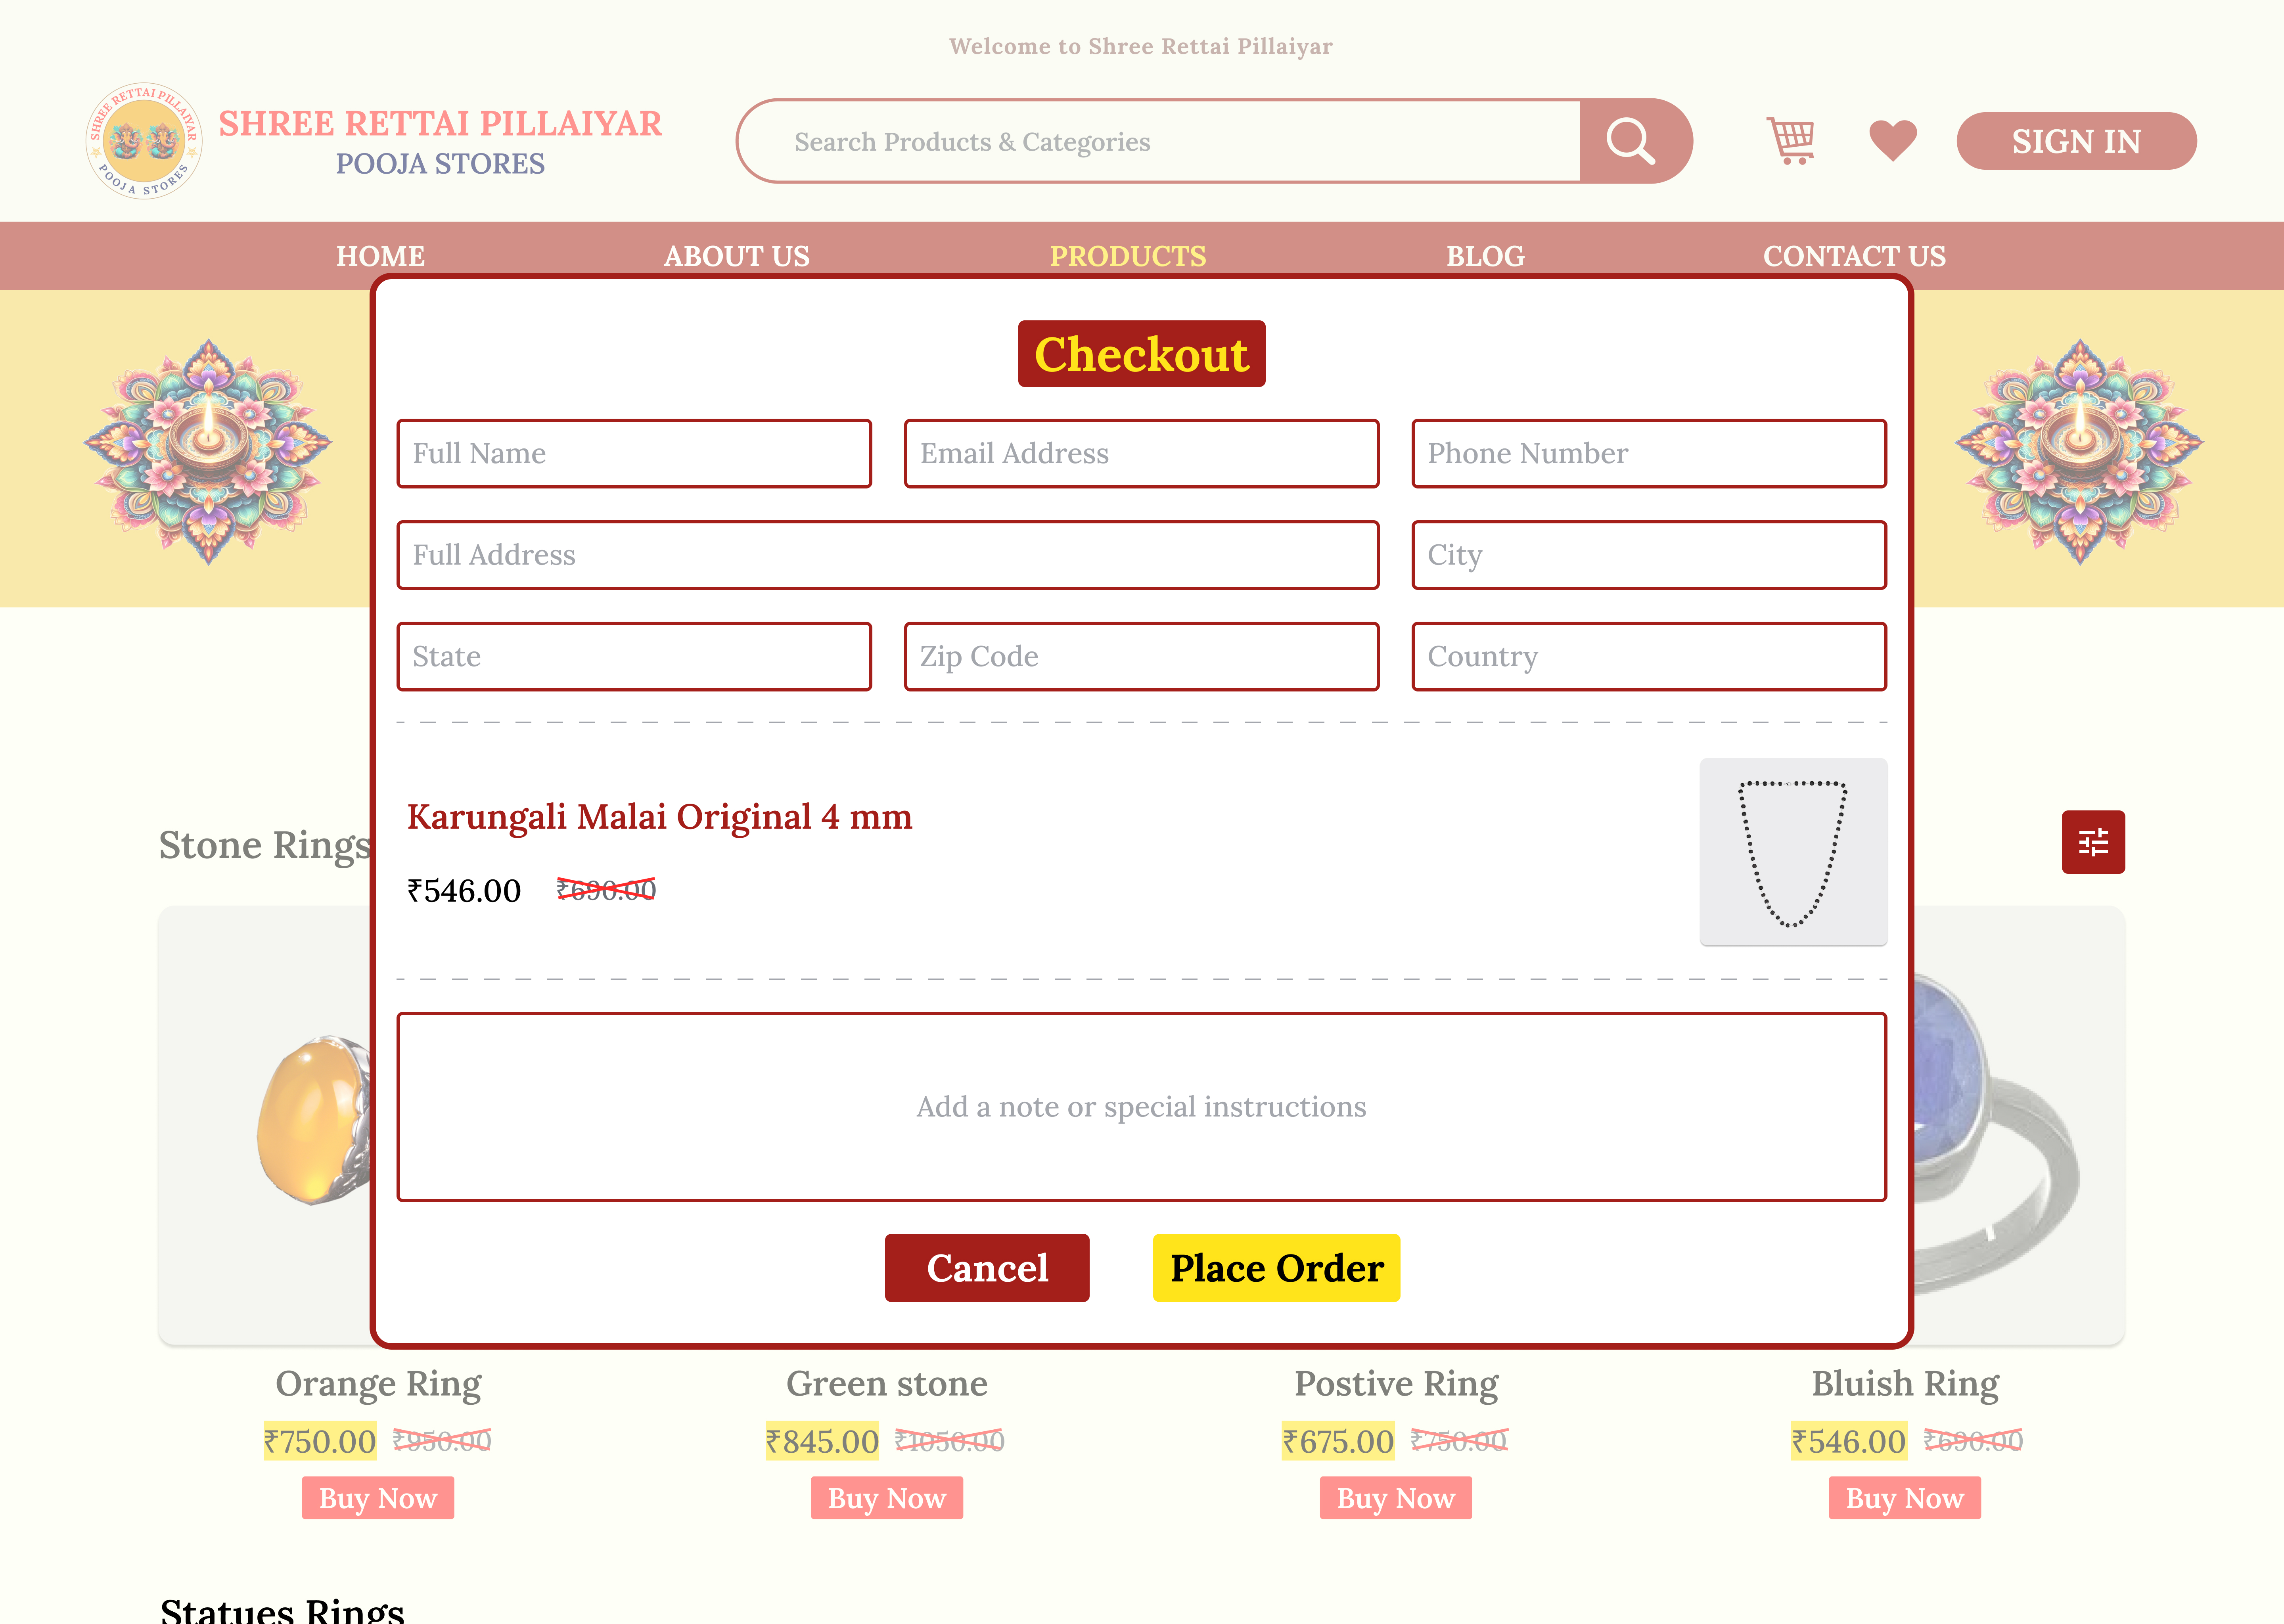 Welcome to Shree Rettai Pillaiyar
SHREE RETTAI PILLAIYAR
POOJA STORES
SHREE RETTAI PILLAIYAR
POOJA STORES
Search Products & Categories
SIGN IN
HOME ABOUT US PRODUCTS BLOG CONTACT US
Checkout
Full Name Email Address Phone Number
Full Address City
State Zip Code Country
Stone Rings
Karungali Malai Original 4 mm
₹546.00 ₹690.00
Add a note or special instructions
Cancel Place Order
Orange Ring Green stone Postive Ring Bluish Ring
₹750.00 ₹950.00 ₹845.00 ₹1050.00 ₹675.00 ₹750.00 ₹546.00 ₹690.00
Buy Now Buy Now Buy Now Buy Now
Statues Rings